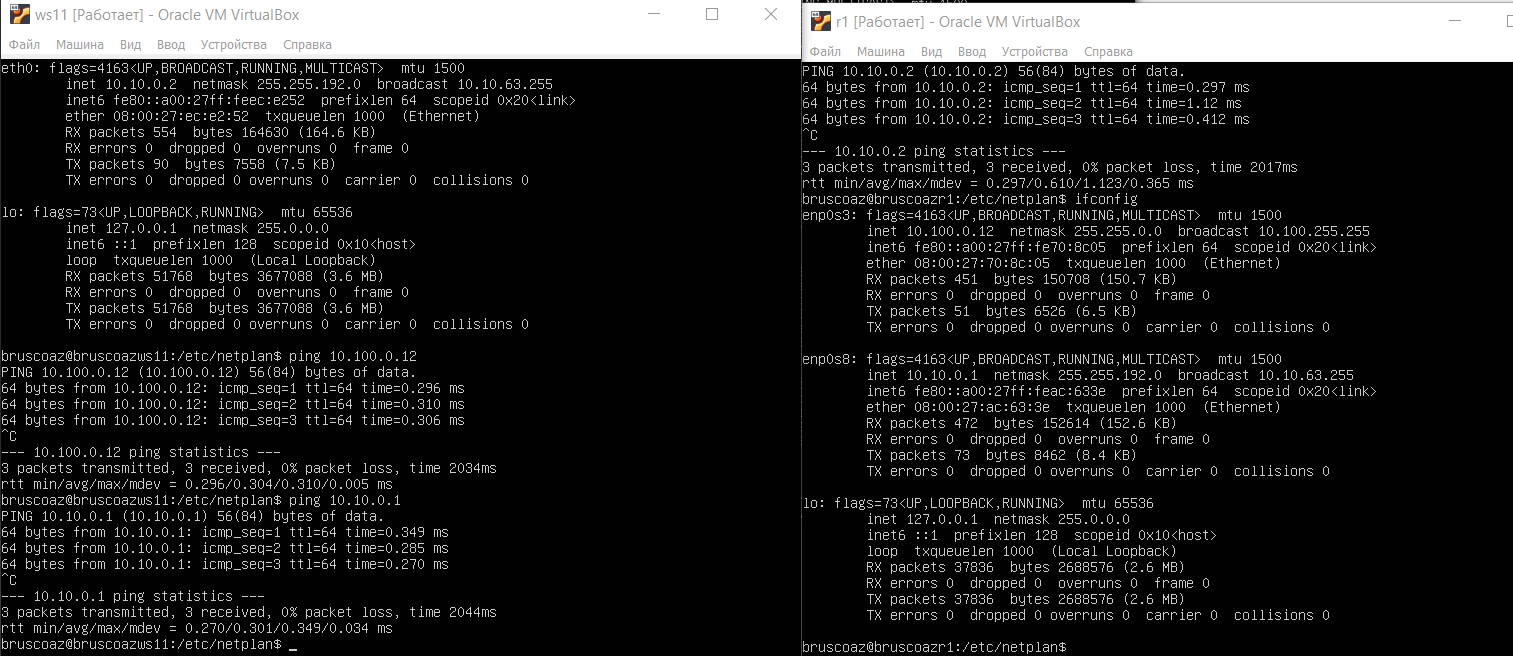 ws11 [Работает] - Oracle VM VirtualBox
Файл Машина Вид Ввод Устройства Справка
eth0: flags=4163<UP,BROADCAST,RUNNING,MULTICAST>  mtu 1500
        inet 10.10.0.2  netmask 255.255.192.0  broadcast 10.10.63.255
        inet6 fe80::a00:27ff:feec:e252  prefixlen 64  scopeid 0x20<link>
        ether 08:00:27:ec:e2:52  txqueuelen 1000  (Ethernet)
        RX packets 554  bytes 164630 (164.6 KB)
        RX errors 0  dropped 0  overruns 0  frame 0
        TX packets 90  bytes 7558 (7.5 KB)
        TX errors 0  dropped 0 overruns 0  carrier 0  collisions 0
lo: flags=73<UP,LOOPBACK,RUNNING>  mtu 65536
        inet 127.0.0.1  netmask 255.0.0.0
        inet6 ::1  prefixlen 128  scopeid 0x10<host>
        loop  txqueuelen 1000  (Local Loopback)
        RX packets 51768  bytes 3677088 (3.6 MB)
        RX errors 0  dropped 0  overruns 0  frame 0
        TX packets 51768  bytes 3677088 (3.6 MB)
        TX errors 0  dropped 0 overruns 0  carrier 0  collisions 0
bruscoaz@bruscoazws11:/etc/netplan$ ping 10.100.0.12
PING 10.100.0.12 (10.100.0.12) 56(84) bytes of data.
64 bytes from 10.100.0.12: icmp_seq=1 ttl=64 time=0.296 ms
64 bytes from 10.100.0.12: icmp_seq=2 ttl=64 time=0.310 ms
64 bytes from 10.100.0.12: icmp_seq=3 ttl=64 time=0.306 ms
^C
--- 10.100.0.12 ping statistics ---
3 packets transmitted, 3 received, 0% packet loss, time 2034ms
rtt min/avg/max/mdev = 0.296/0.304/0.310/0.005 ms
bruscoaz@bruscoazws11:/etc/netplan$ ping 10.10.0.1
PING 10.10.0.1 (10.10.0.1) 56(84) bytes of data.
64 bytes from 10.10.0.1: icmp_seq=1 ttl=64 time=0.349 ms
64 bytes from 10.10.0.1: icmp_seq=2 ttl=64 time=0.285 ms
64 bytes from 10.10.0.1: icmp_seq=3 ttl=64 time=0.270 ms
^C
--- 10.10.0.1 ping statistics ---
3 packets transmitted, 3 received, 0% packet loss, time 2044ms
rtt min/avg/max/mdev = 0.270/0.301/0.349/0.034 ms
bruscoaz@bruscoazws11:/etc/netplan$ _
r1 [Работает] - Oracle VM VirtualBox
Файл Машина Вид Ввод Устройства Справка
PING 10.10.0.2 (10.10.0.2) 56(84) bytes of data.
64 bytes from 10.10.0.2: icmp_seq=1 ttl=64 time=0.297 ms
64 bytes from 10.10.0.2: icmp_seq=2 ttl=64 time=1.12 ms
64 bytes from 10.10.0.2: icmp_seq=3 ttl=64 time=0.412 ms
^C
--- 10.10.0.2 ping statistics ---
3 packets transmitted, 3 received, 0% packet loss, time 2017ms
rtt min/avg/max/mdev = 0.297/0.610/1.123/0.365 ms
bruscoaz@bruscoazr1:/etc/netplan$ ifconfig
enp0s3: flags=4163<UP,BROADCAST,RUNNING,MULTICAST>  mtu 1500
        inet 10.100.0.12  netmask 255.255.0.0  broadcast 10.100.255.255
        inet6 fe80::a00:27ff:fe70:8c05  prefixlen 64  scopeid 0x20<link>
        ether 08:00:27:70:8c:05  txqueuelen 1000  (Ethernet)
        RX packets 451  bytes 150708 (150.7 KB)
        RX errors 0  dropped 0  overruns 0  frame 0
        TX packets 51  bytes 6526 (6.5 KB)
        TX errors 0  dropped 0 overruns 0  carrier 0  collisions 0
enp0s8: flags=4163<UP,BROADCAST,RUNNING,MULTICAST>  mtu 1500
        inet 10.10.0.1  netmask 255.255.192.0  broadcast 10.10.63.255
        inet6 fe80::a00:27ff:feac:633e  prefixlen 64  scopeid 0x20<link>
        ether 08:00:27:ac:63:3e  txqueuelen 1000  (Ethernet)
        RX packets 472  bytes 152614 (152.6 KB)
        RX errors 0  dropped 0  overruns 0  frame 0
        TX packets 73  bytes 8462 (8.4 KB)
        TX errors 0  dropped 0 overruns 0  carrier 0  collisions 0
lo: flags=73<UP,LOOPBACK,RUNNING>  mtu 65536
        inet 127.0.0.1  netmask 255.0.0.0
        inet6 ::1  prefixlen 128  scopeid 0x10<host>
        loop  txqueuelen 1000  (Local Loopback)
        RX packets 37836  bytes 2688576 (2.6 MB)
        RX errors 0  dropped 0  overruns 0  frame 0
        TX packets 37836  bytes 2688576 (2.6 MB)
        TX errors 0  dropped 0 overruns 0  carrier 0  collisions 0
bruscoaz@bruscoazr1:/etc/netplan$